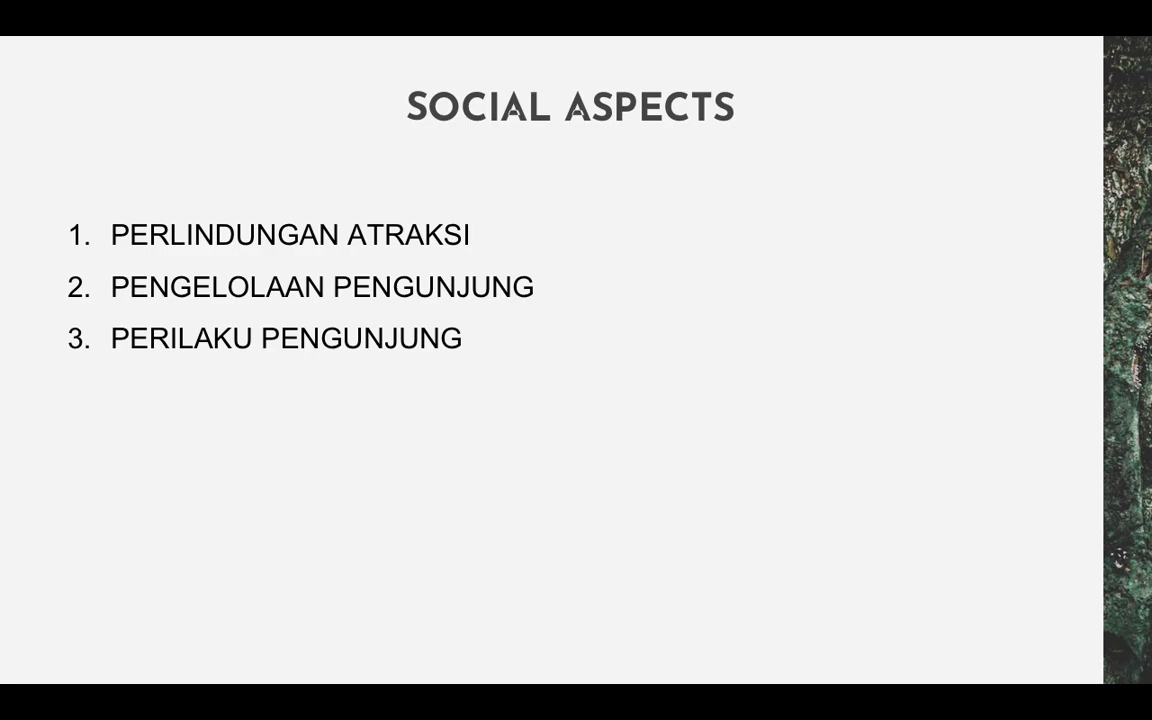 SOCIAL ASPECTS
1. PERLINDUNGAN ATRAKSI
2. PENGELOLAAN PENGUNJUNG
3. PERILAKU PENGUNJUNG